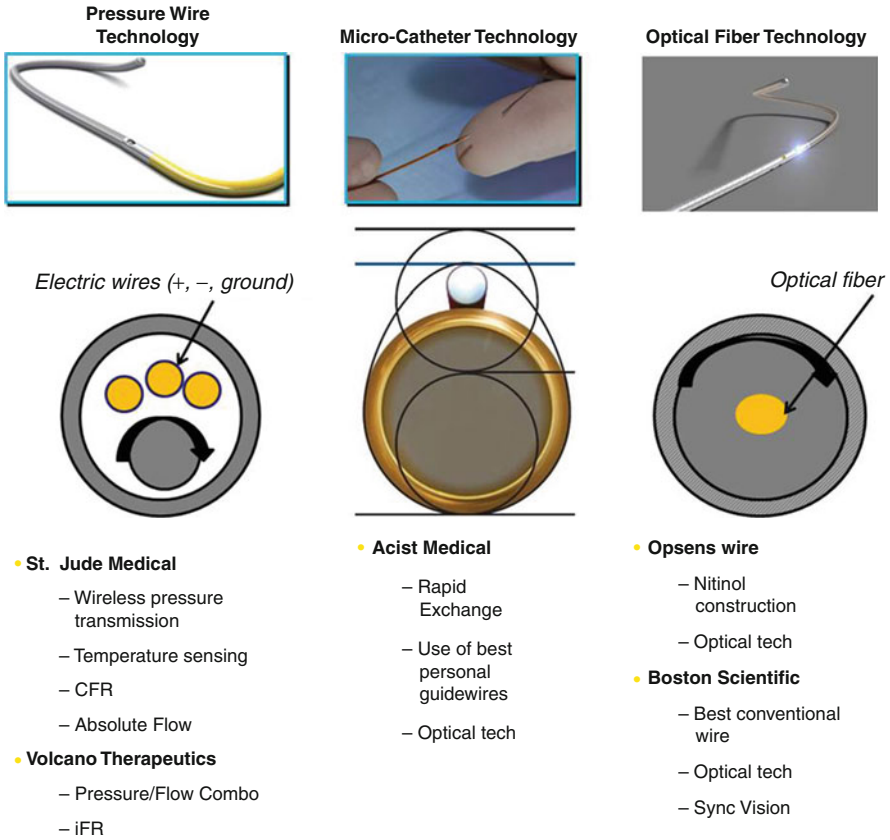 Pressure Wire
Technology
Micro-Catheter Technology
Optical Fiber Technology
Electric wires (+, −, ground)
Optical fiber
• St. Jude Medical
– Wireless pressure
transmission
– Temperature sensing
– CFR
– Absolute Flow
• Volcano Therapeutics
– Pressure/Flow Combo
– iFR
• Acist Medical
– Rapid
Exchange
– Use of best
personal
guidewires
– Optical tech
• Opsens wire
– Nitinol
construction
– Optical tech
• Boston Scientific
– Best conventional
wire
– Optical tech
– Sync Vision